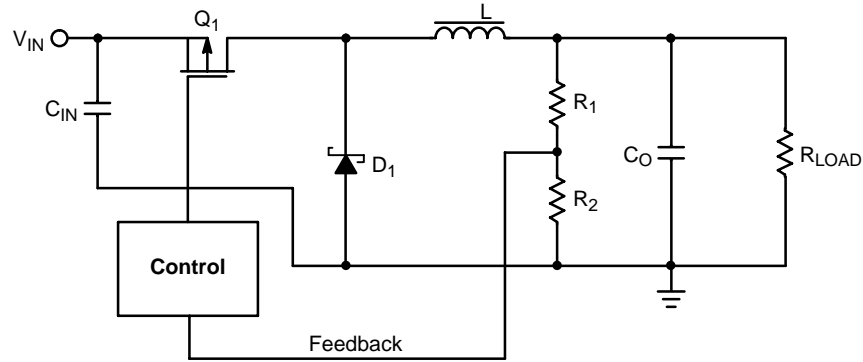 Q1
L
VIN
CIN
R1
D1
CO
RLOAD
R2
Control
Feedback